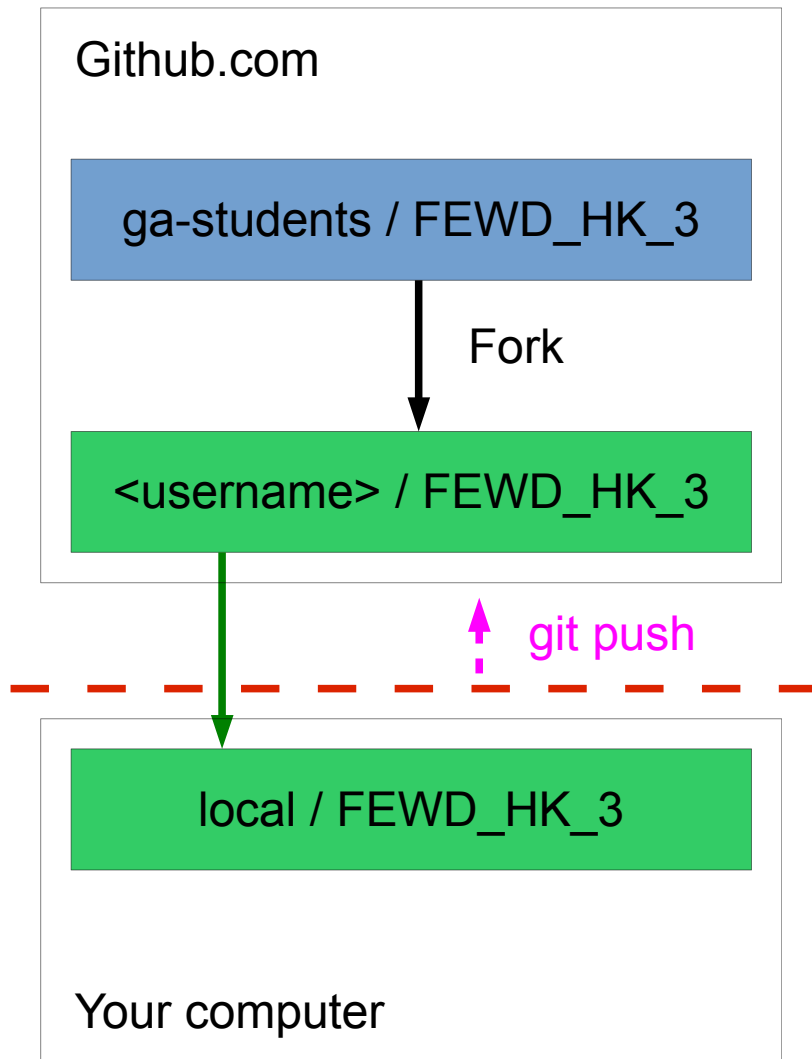 Github.com
ga-students / FEWD_HK_3
Fork
<username> / FEWD_HK_3
git push
local / FEWD_HK_3
Your computer